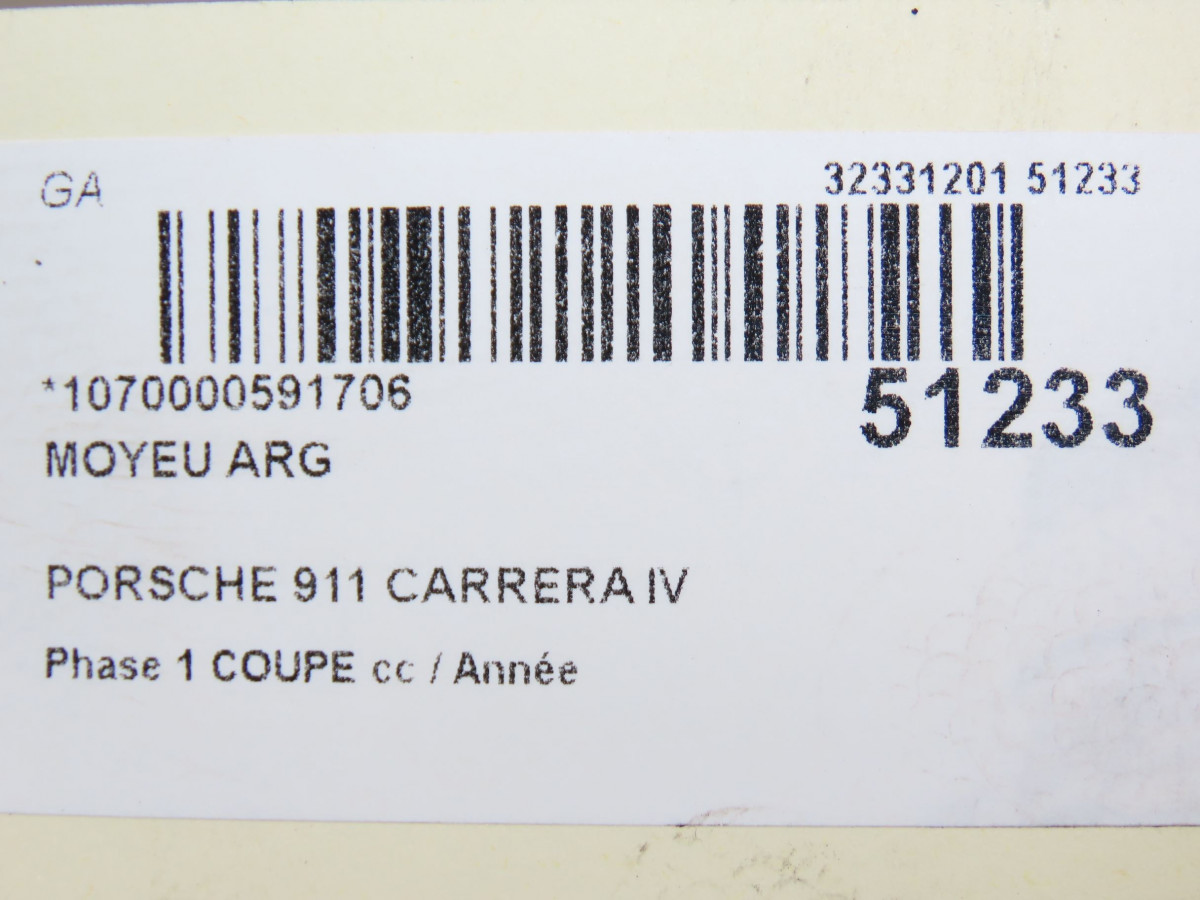 GA
32331201 51233
*1070000591706
51233
MOYEU ARG
PORSCHE 911 CARRERA IV
Phase 1 COUPE cc / Année